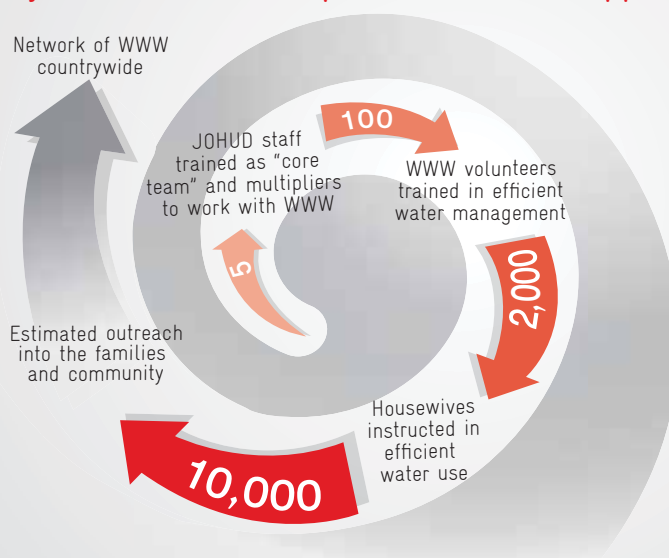 Network of WWW
countrywide
JOHUD staff
trained as "core
team" and multipliers
to work with WWW
100
WWW volunteers
trained in efficient
water management
5
2,000
Estimated outreach
into the families
and community
Housewives
instructed in
efficient
water use
10,000